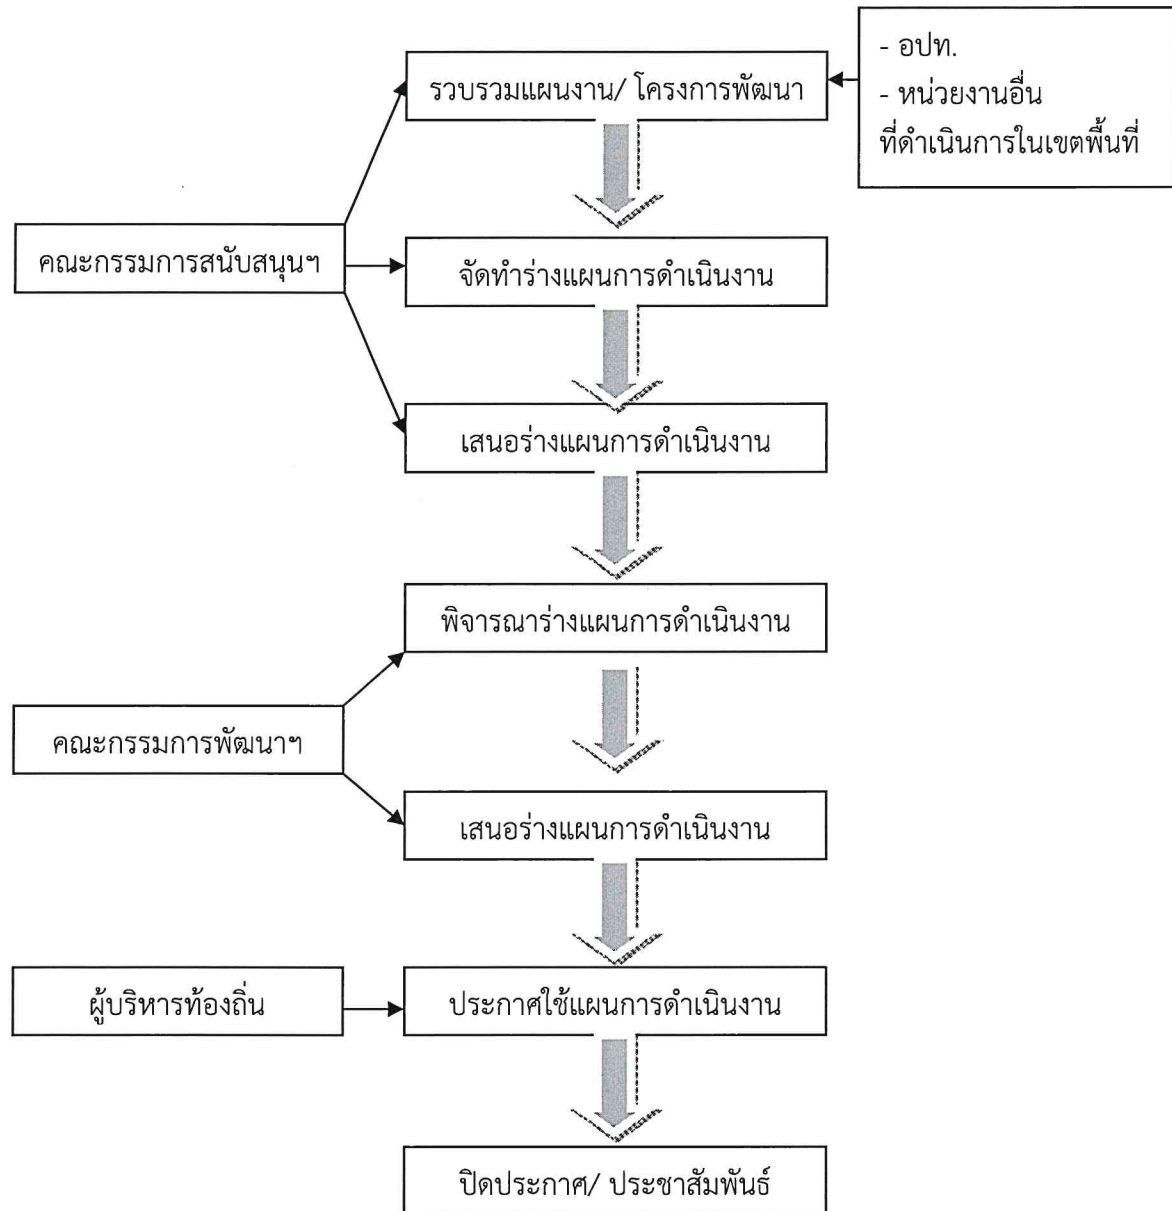 - อปท.
- หน่วยงานอื่น
ที่ดำเนินการในเขตพื้นที่
รวบรวมแผนงาน/ โครงการพัฒนา
คณะกรรมการสนับสนุนฯ
จัดทำร่างแผนการดำเนินงาน
เสนอร่างแผนการดำเนินงาน
พิจารณาร่างแผนการดำเนินงาน
คณะกรรมการพัฒนาฯ
เสนอร่างแผนการดำเนินงาน
ผู้บริหารท้องถิ่น
ประกาศใช้แผนการดำเนินงาน
ปิดประกาศ/ ประชาสัมพันธ์